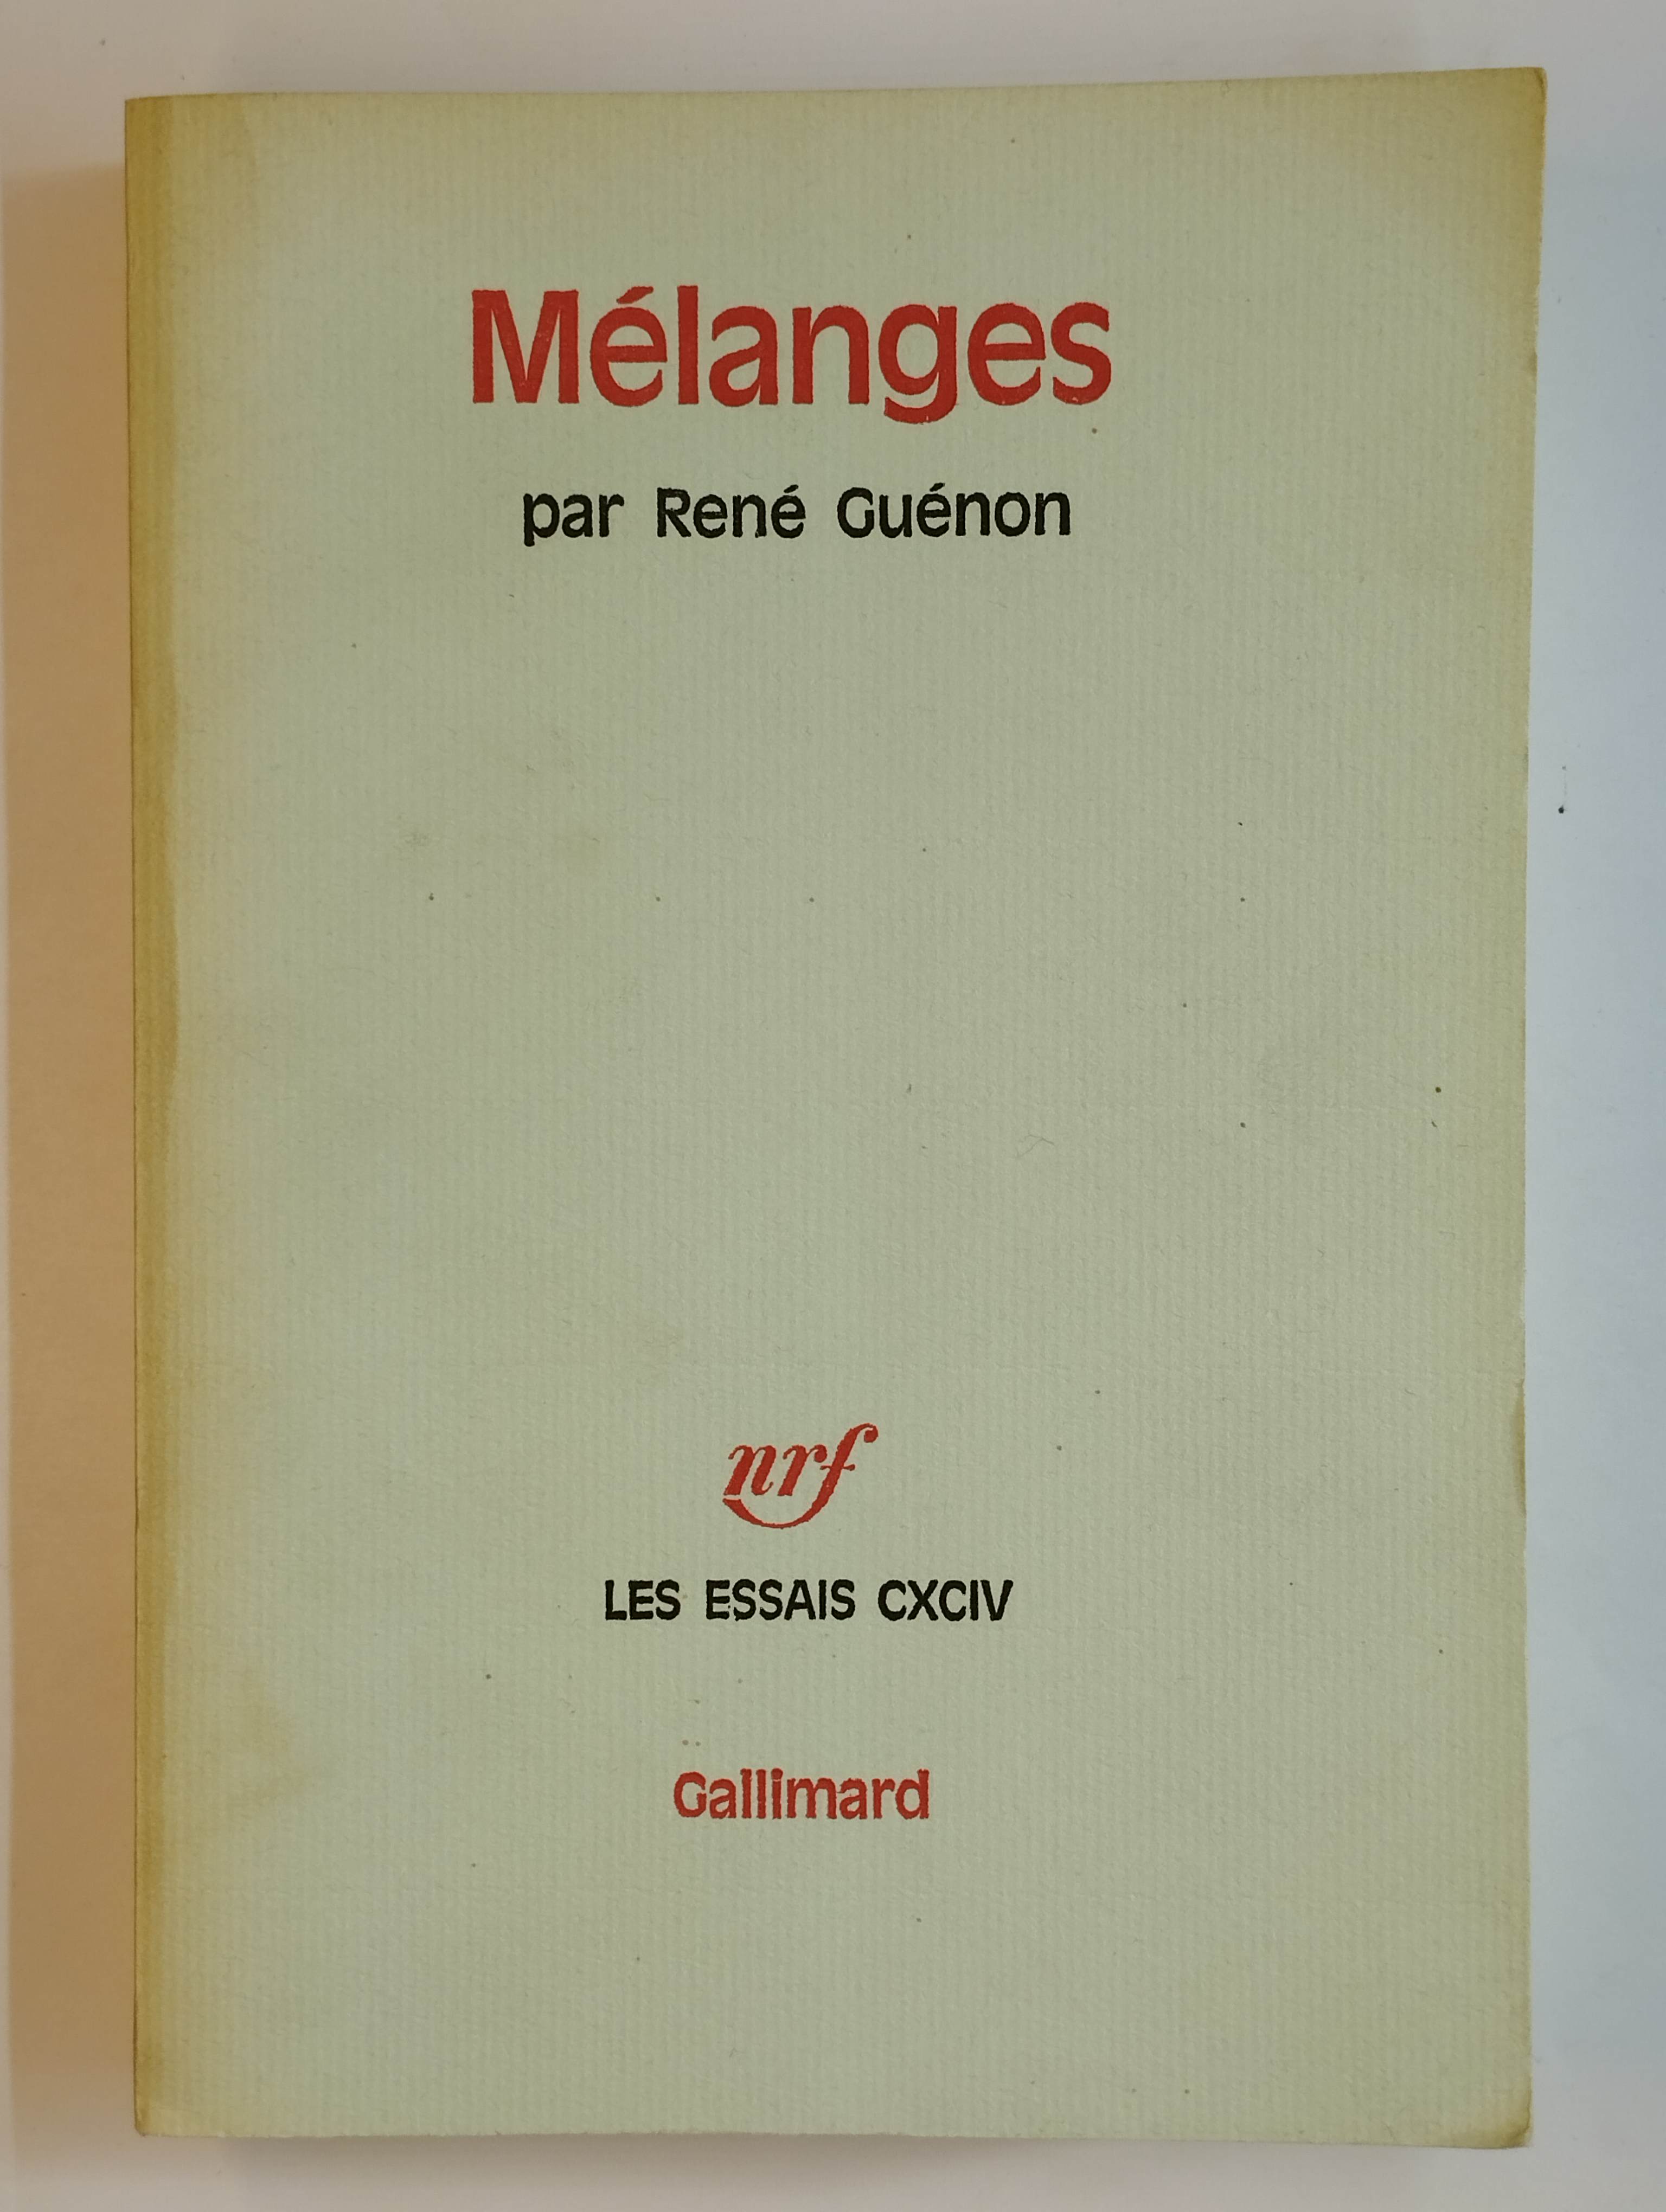 Mélanges
par René Guénon
nrf
LES ESSAIS CXCIV
Gallimard